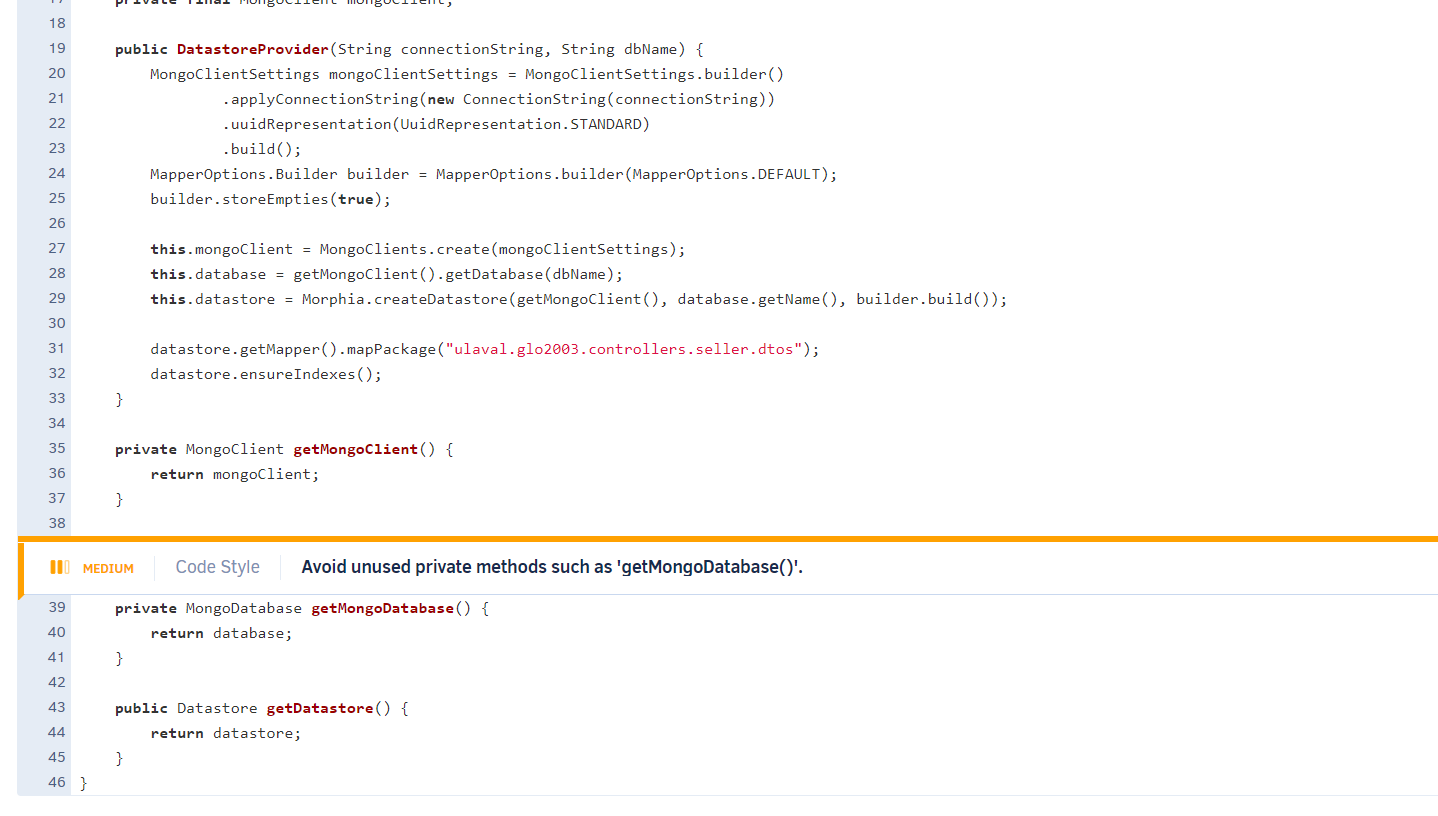 17 private final MongoClient mongoClient;
18
19 public DatastoreProvider(String connectionString, String dbName) {
20 MongoClientSettings mongoClientSettings = MongoClientSettings.builder()
21 .applyConnectionString(new ConnectionString(connectionString))
22 .uuidRepresentation(UuidRepresentation.STANDARD)
23 .build();
24 MapperOptions.Builder builder = MapperOptions.builder(MapperOptions.DEFAULT);
25 builder.storeEmpties(true);
26
27 this.mongoClient = MongoClients.create(mongoClientSettings);
28 this.database = getMongoClient().getDatabase(dbName);
29 this.datastore = Morphia.createDatastore(getMongoClient(), database.getName(), builder.build());
30
31 datastore.getMapper().mapPackage("ulaval.glo2003.controllers.seller.dtos");
32 datastore.ensureIndexes();
33 }
34
35 private MongoClient getMongoClient() {
36 return mongoClient;
37 }
38
MEDIUM Code Style Avoid unused private methods such as 'getMongoDatabase()'.
39 private MongoDatabase getMongoDatabase() {
40 return database;
41 }
42
43 public Datastore getDatastore() {
44 return datastore;
45 }
46 }